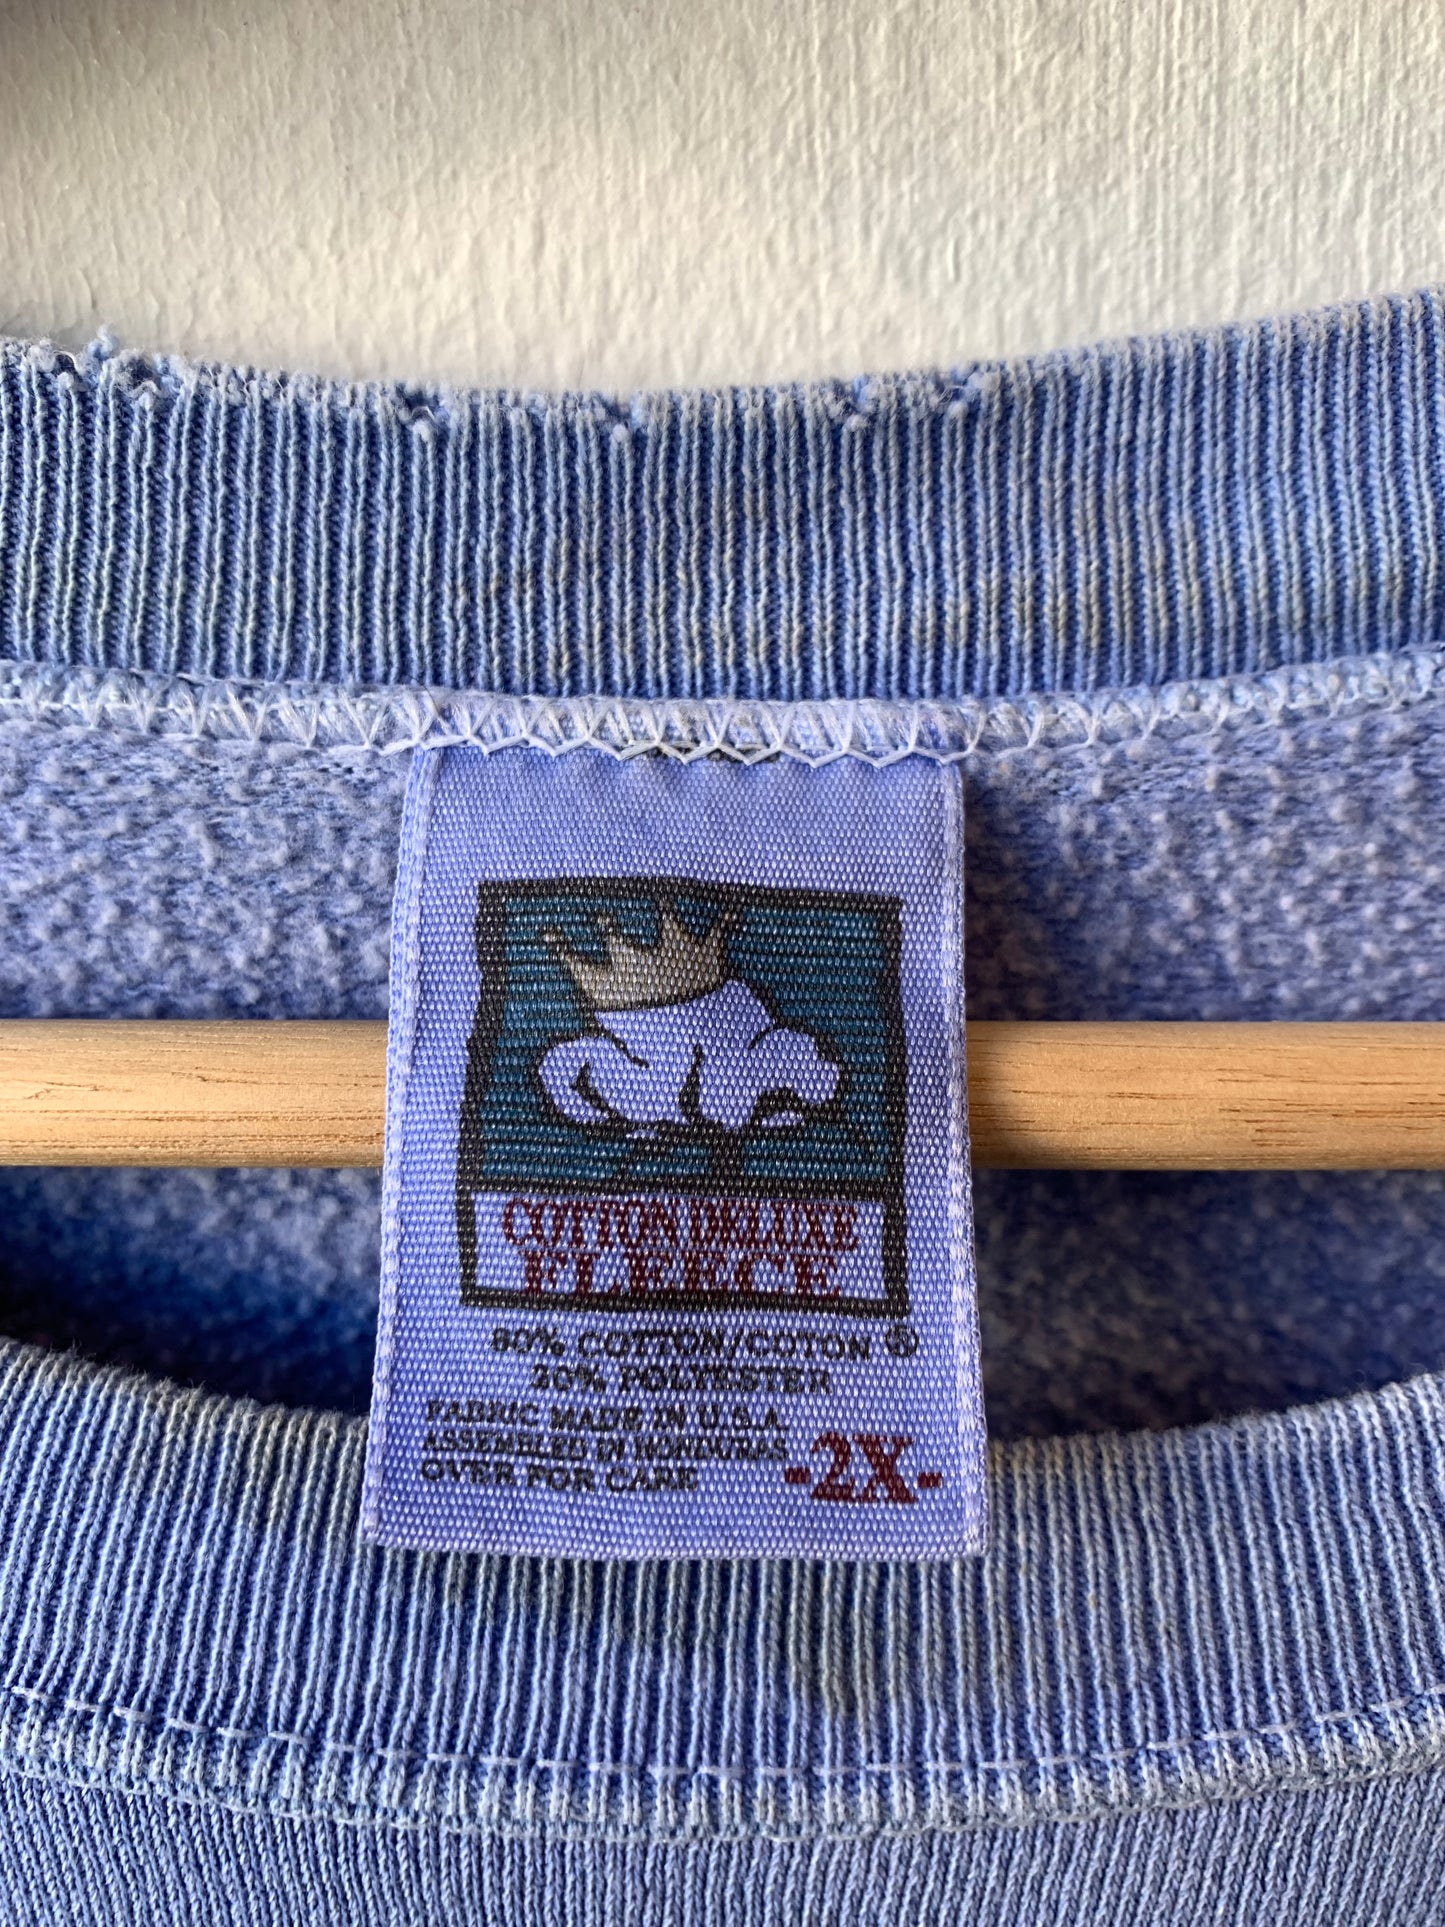 COTTON DELUXE
FLEECE
80% COTTON/COTON
20% POLYESTER
FABRIC MADE IN U.S.A.
ASSEMBLED IN HONDURAS
OVER FOR CARE
-2X-